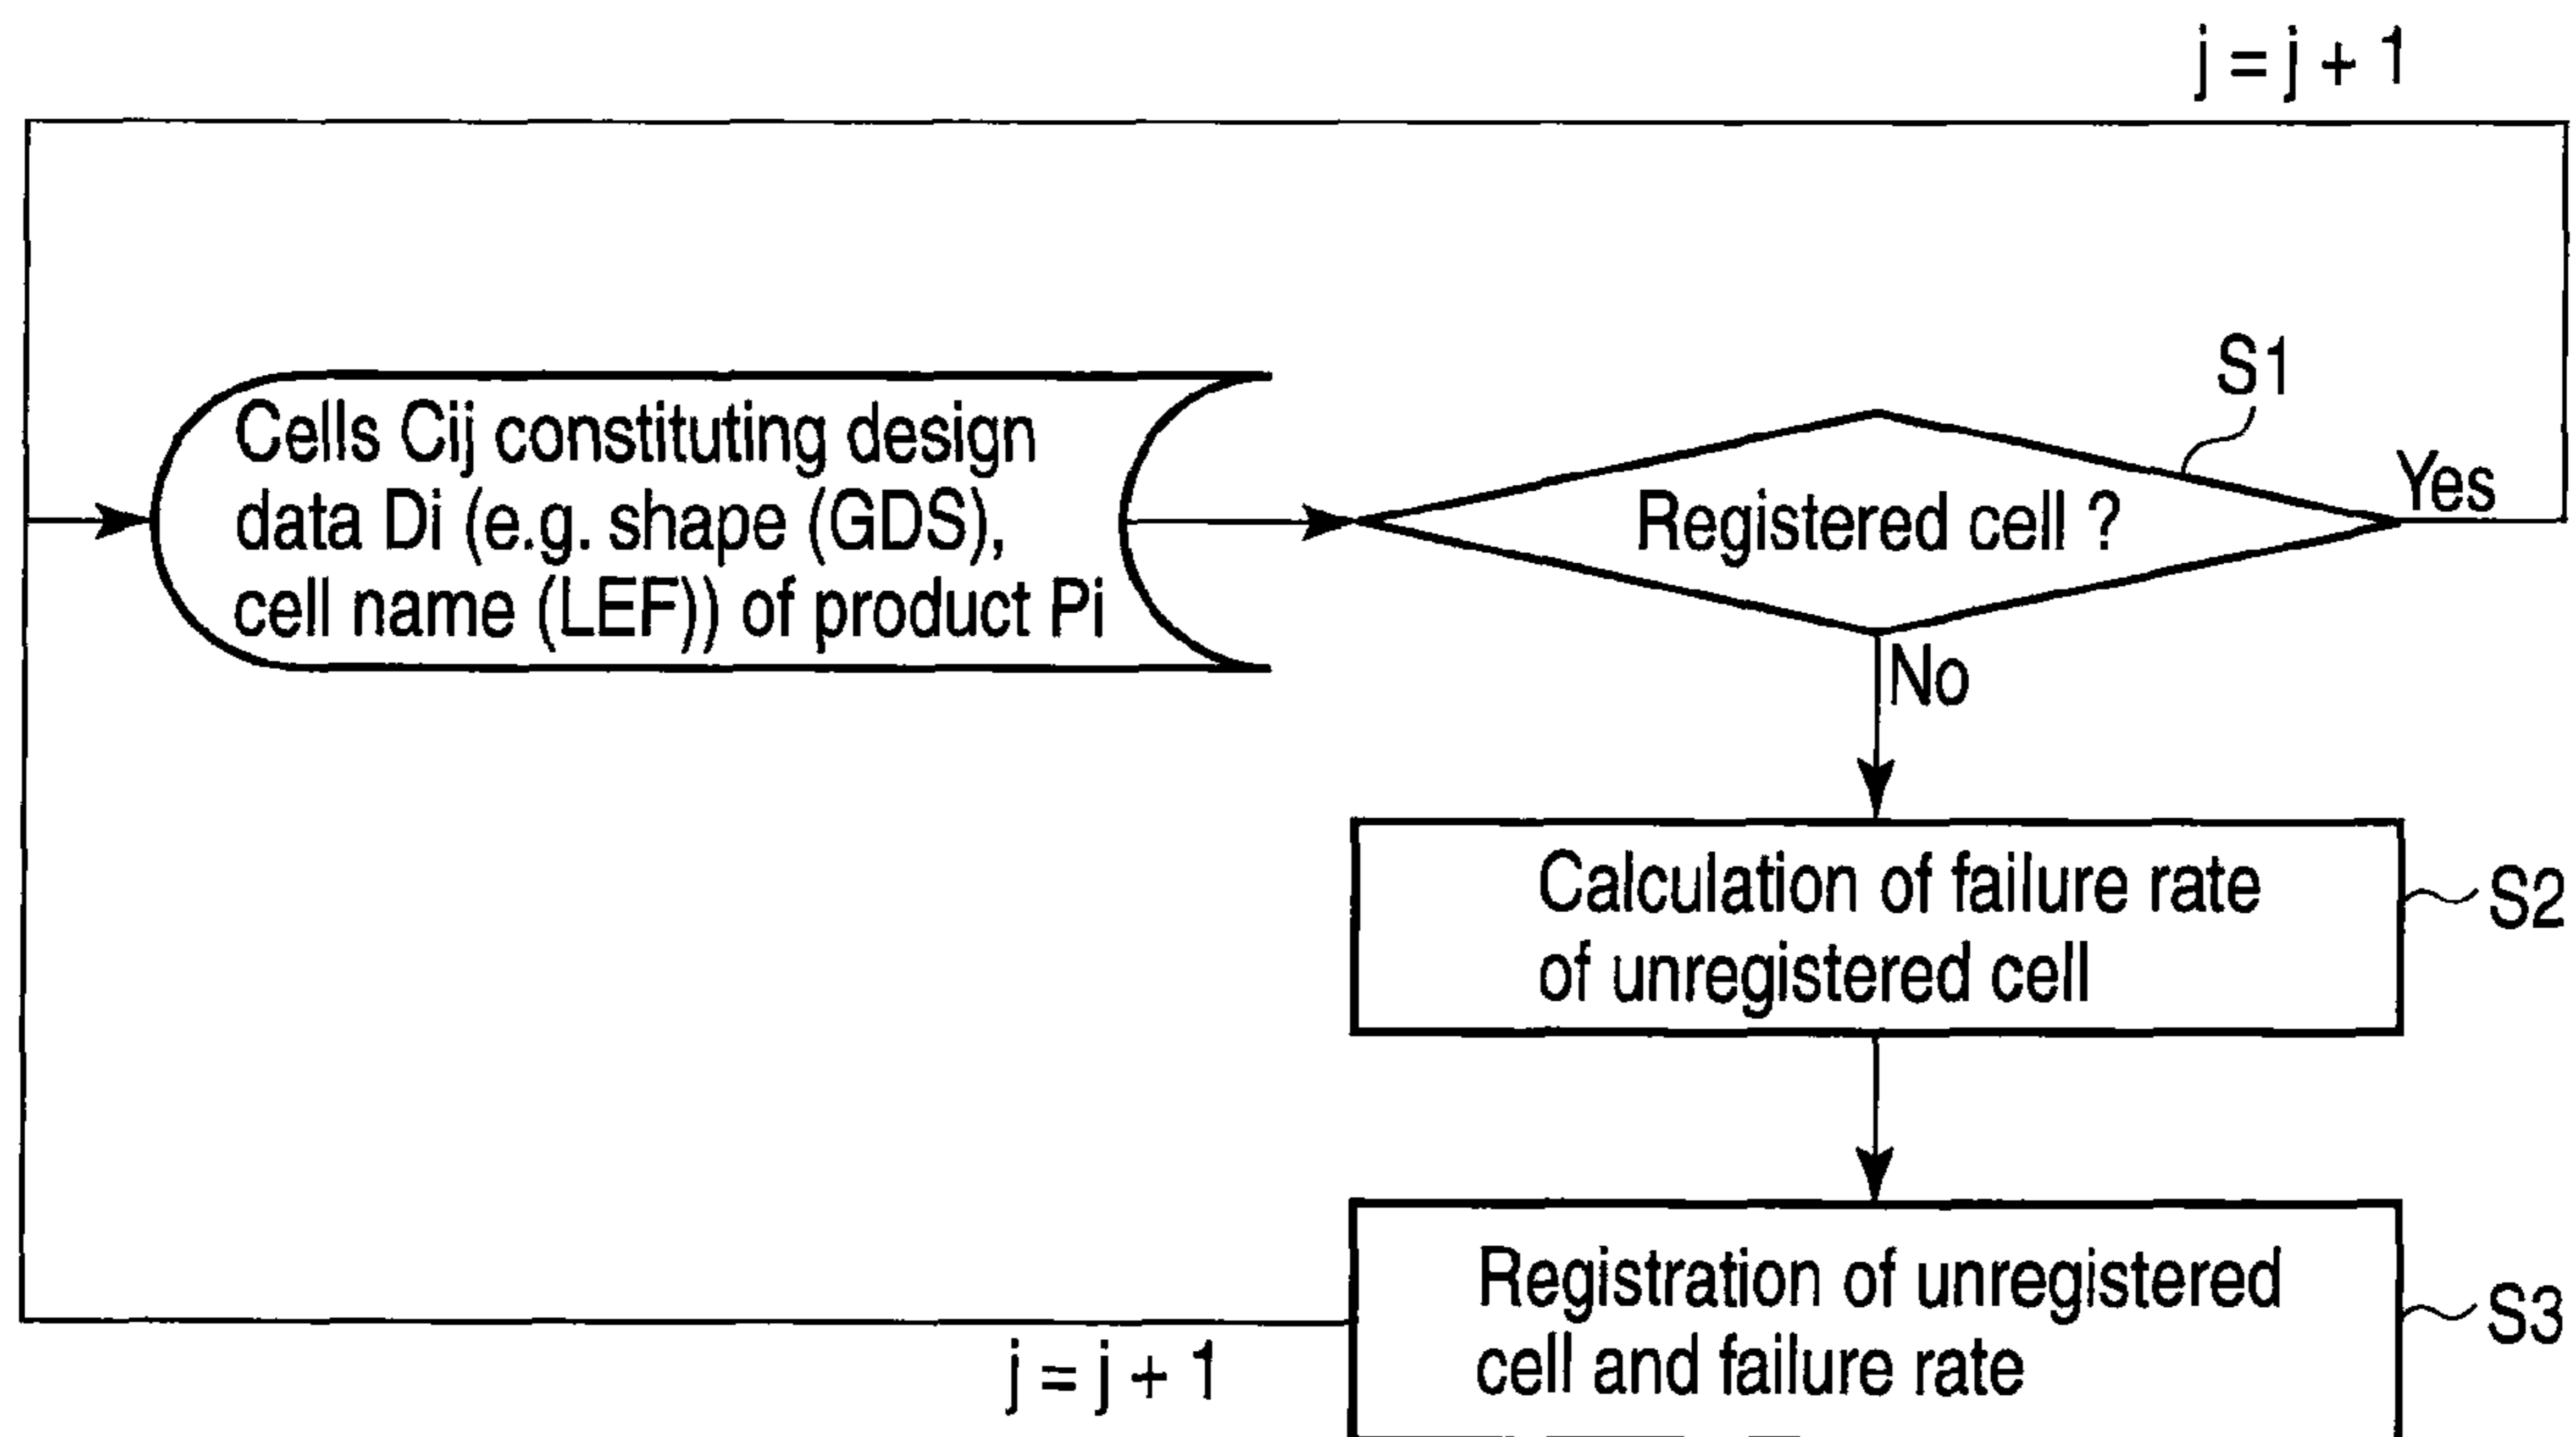 j = j + 1
S1
Cells Cij constituting design
data Di (e.g. shape (GDS),
cell name (LEF)) of product Pi
Registered cell ?
Yes
No
Calculation of failure rate
of unregistered cell
S2
Registration of unregistered
cell and failure rate
S3
j = j + 1